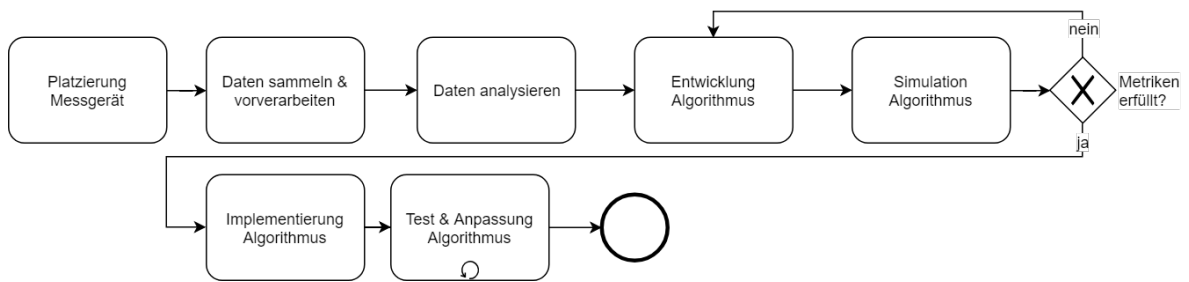 nein
Platzierung
Messgerät
Daten sammeln &
vorverarbeiten
Daten analysieren
Entwicklung
Algorithmus
Simulation
Algorithmus
Metriken
erfüllt?
ja
Implementierung
Algorithmus
Test & Anpassung
Algorithmus